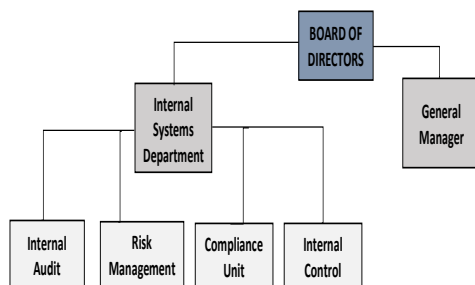 BOARD OF
DIRECTORS
Internal
Systems
Department
General
Manager
Internal
Audit
Risk
Management
Compliance
Unit
Internal
Control